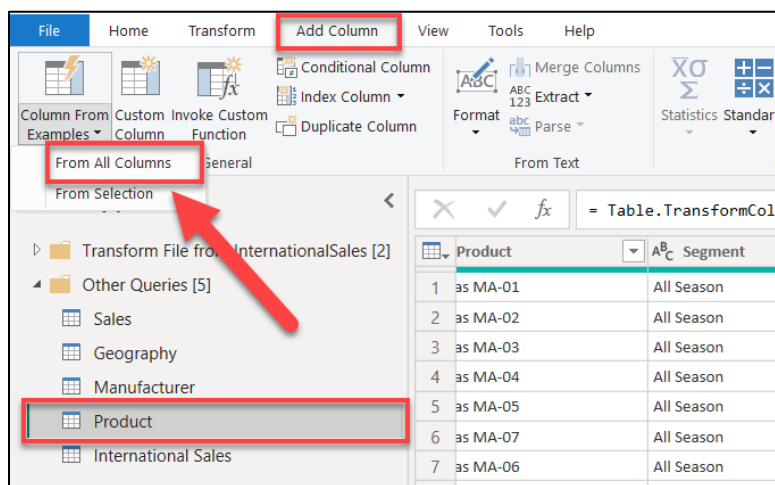 File Home Transform Add Column View Tools Help
Column From Examples
Custom Column
Invoke Custom Function
Conditional Column
Index Column
Duplicate Column
General
Format
Merge Columns
ABC 123 Extract
abc Parse
From Text
Statistics
Standar
From All Columns
From Selection
fx = Table.TransformCol
Transform File from InternationalSales [2]
Other Queries [5]
Sales
Geography
Manufacturer
Product
International Sales
Product ABC Segment
1 as MA-01 All Season
2 as MA-02 All Season
3 as MA-03 All Season
4 as MA-04 All Season
5 as MA-05 All Season
6 as MA-07 All Season
7 as MA-06 All Season